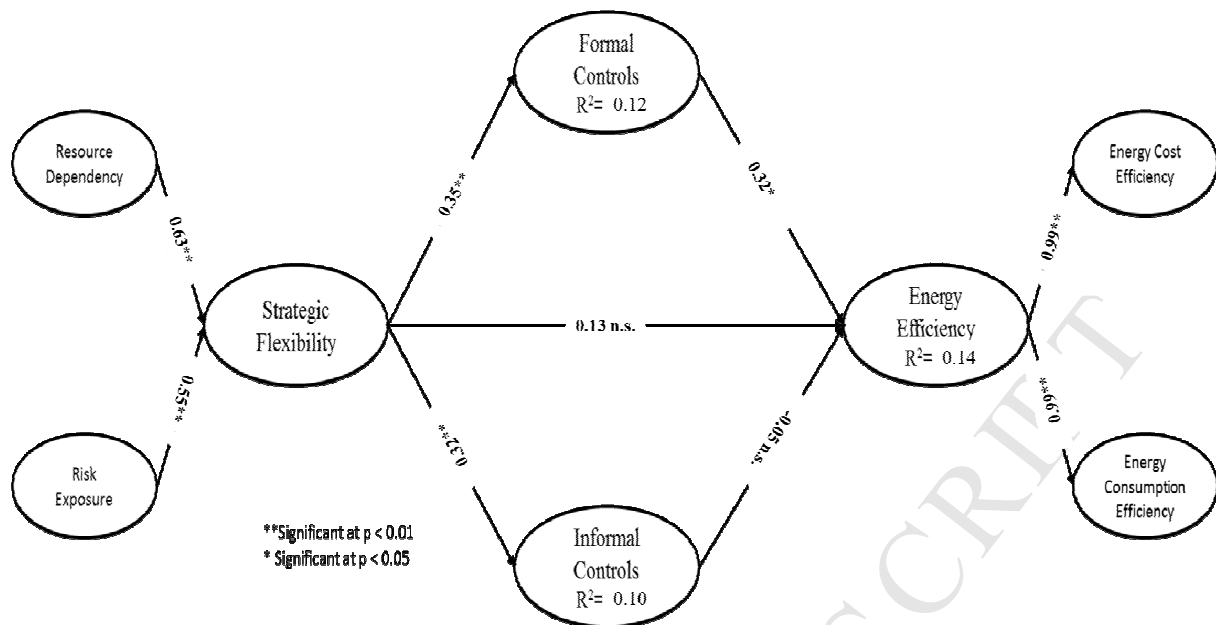 Formal
Controls
R²= 0.12
Resource
Dependency
Energy Cost
Efficiency
0.35**
0.32*
0.63**
0.99**
Strategic
Flexibility
0.13 n.s.
Energy
Efficiency
R²= 0.14
0.55**
0.32**
-0.05 n.s.
0.99**
Risk
Exposure
Energy
Consumption
Efficiency
**Significant at p < 0.01
* Significant at p < 0.05
Informal
Controls
R²= 0.10